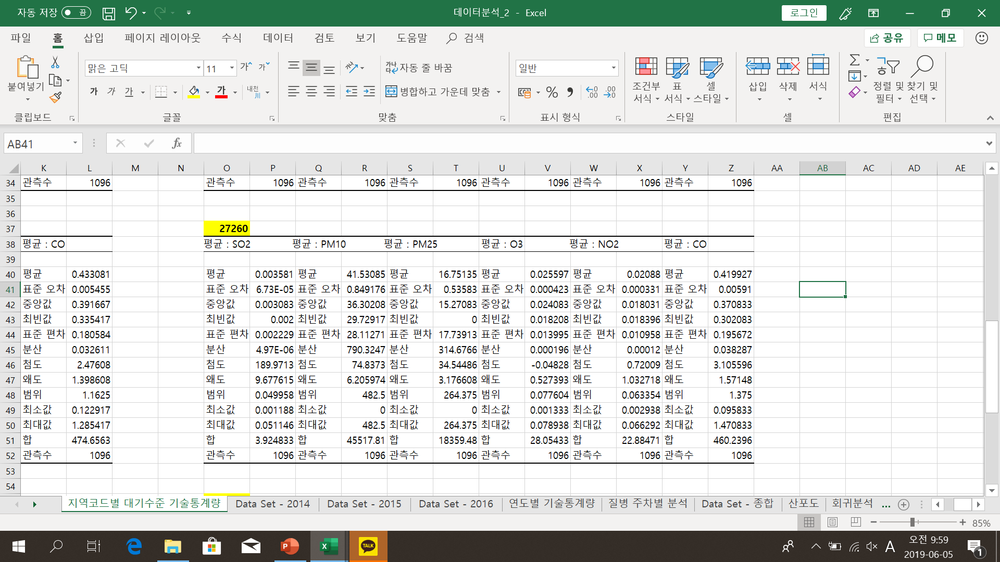 자동 저장 끔 데이터분석_2 - Excel 로그인
파일 홈 삽입 페이지 레이아웃 수식 데이터 검토 보기 도움말 검색 공유 메모
붙여넣기 맑은 고딕 11 가 가 가나다 자동 줄 바꿈 일반 조건부 서식 표 서식 셀 스타일 삽입 삭제 서식 정렬 및 필터 찾기 및 선택
가 가 가 가 내천 병합하고 가운데 맞춤 % .00 .00
클립보드 글꼴 맞춤 표시 형식 스타일 셀 편집
AB41 fx
K L M N O P Q R S T U V W X Y Z AA AB AC AD AE
34 관측수 1096 관측수 1096 관측수 1096 관측수 1096 관측수 1096 관측수 1096 관측수 1096
35
36
37 27260
38 평균 : CO 평균 : SO2 평균 : PM10 평균 : PM25 평균 : O3 평균 : NO2 평균 : CO
39
40 평균 0.433081 평균 0.003581 평균 41.53085 평균 16.75135 평균 0.025597 평균 0.02088 평균 0.419927
41 표준 오차 0.005455 표준 오차 6.73E-05 표준 오차 0.849176 표준 오차 0.53583 표준 오차 0.000423 표준 오차 0.000331 표준 오차 0.00591
42 중앙값 0.391667 중앙값 0.003083 중앙값 36.30208 중앙값 15.27083 중앙값 0.024083 중앙값 0.018031 중앙값 0.370833
43 최빈값 0.335417 최빈값 0.002 최빈값 29.72917 최빈값 0 최빈값 0.018208 최빈값 0.018396 최빈값 0.302083
44 표준 편차 0.180584 표준 편차 0.002229 표준 편차 28.11271 표준 편차 17.73913 표준 편차 0.013995 표준 편차 0.010958 표준 편차 0.195672
45 분산 0.032611 분산 4.97E-06 분산 790.3247 분산 314.6766 분산 0.000196 분산 0.00012 분산 0.038287
46 첨도 2.47608 첨도 189.9713 첨도 74.8373 첨도 34.54486 첨도 -0.04828 첨도 0.72009 첨도 3.105596
47 왜도 1.398608 왜도 9.677615 왜도 6.205974 왜도 3.176608 왜도 0.527393 왜도 1.032718 왜도 1.57148
48 범위 1.1625 범위 0.049958 범위 482.5 범위 264.375 범위 0.077604 범위 0.063354 범위 1.375
49 최소값 0.122917 최소값 0.001188 최소값 0 최소값 0 최소값 0.001333 최소값 0.002938 최소값 0.095833
50 최대값 1.285417 최대값 0.051146 최대값 482.5 최대값 264.375 최대값 0.078938 최대값 0.066292 최대값 1.470833
51 합 474.6563 합 3.924833 합 45517.81 합 18359.48 합 28.05433 합 22.88471 합 460.2396
52 관측수 1096 관측수 1096 관측수 1096 관측수 1096 관측수 1096 관측수 1096 관측수 1096
53
54
지역코드별 대기수준 기술통계량 Data Set - 2014 Data Set - 2015 Data Set - 2016 연도별 기술통계량 질병 주차별 분석 Data Set - 종합 산포도 회귀분석 ...
85%
TALK A 오전 9:59
2019-06-05 1